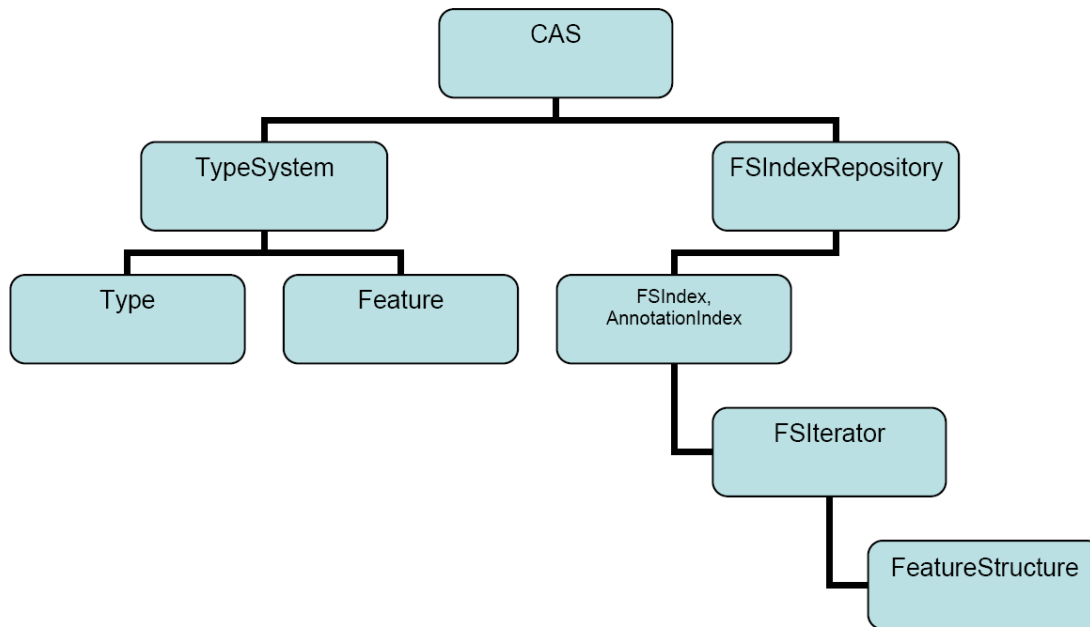 CAS
TypeSystem
FSIndexRepository
Type
Feature
FSIndex,
AnnotationIndex
FSIterator
FeatureStructure